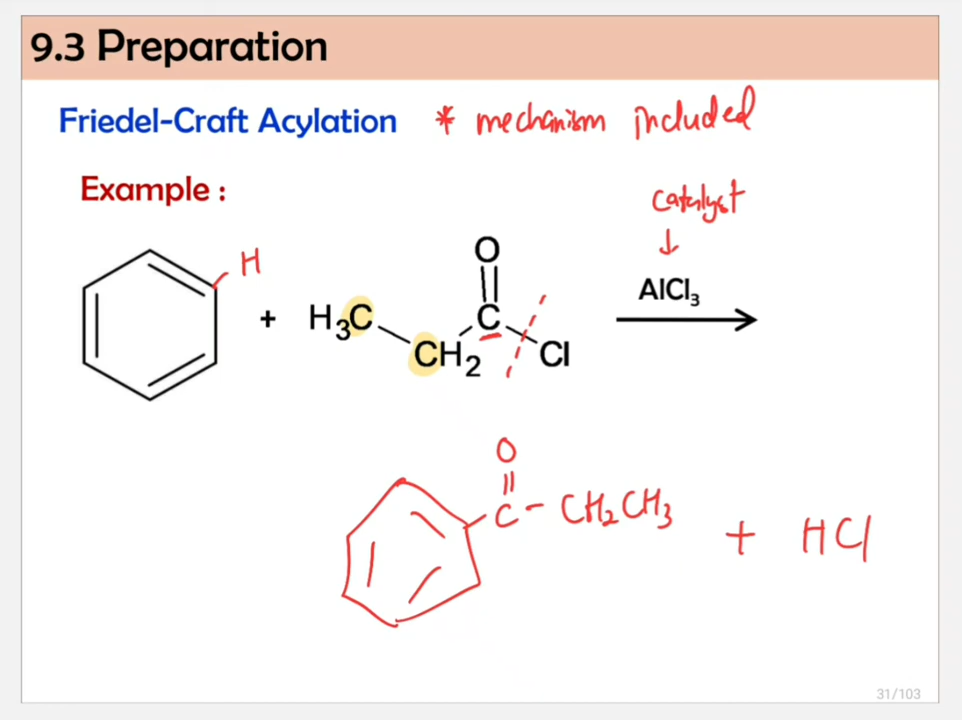 9.3 Preparation
Friedel-Craft Acylation * mechanism included
Example :
catalyst
↓
H
O
H₃C CH₂ C Cl
+
AlCl₃
O
C - CH₂CH₃ + HCl
31/103